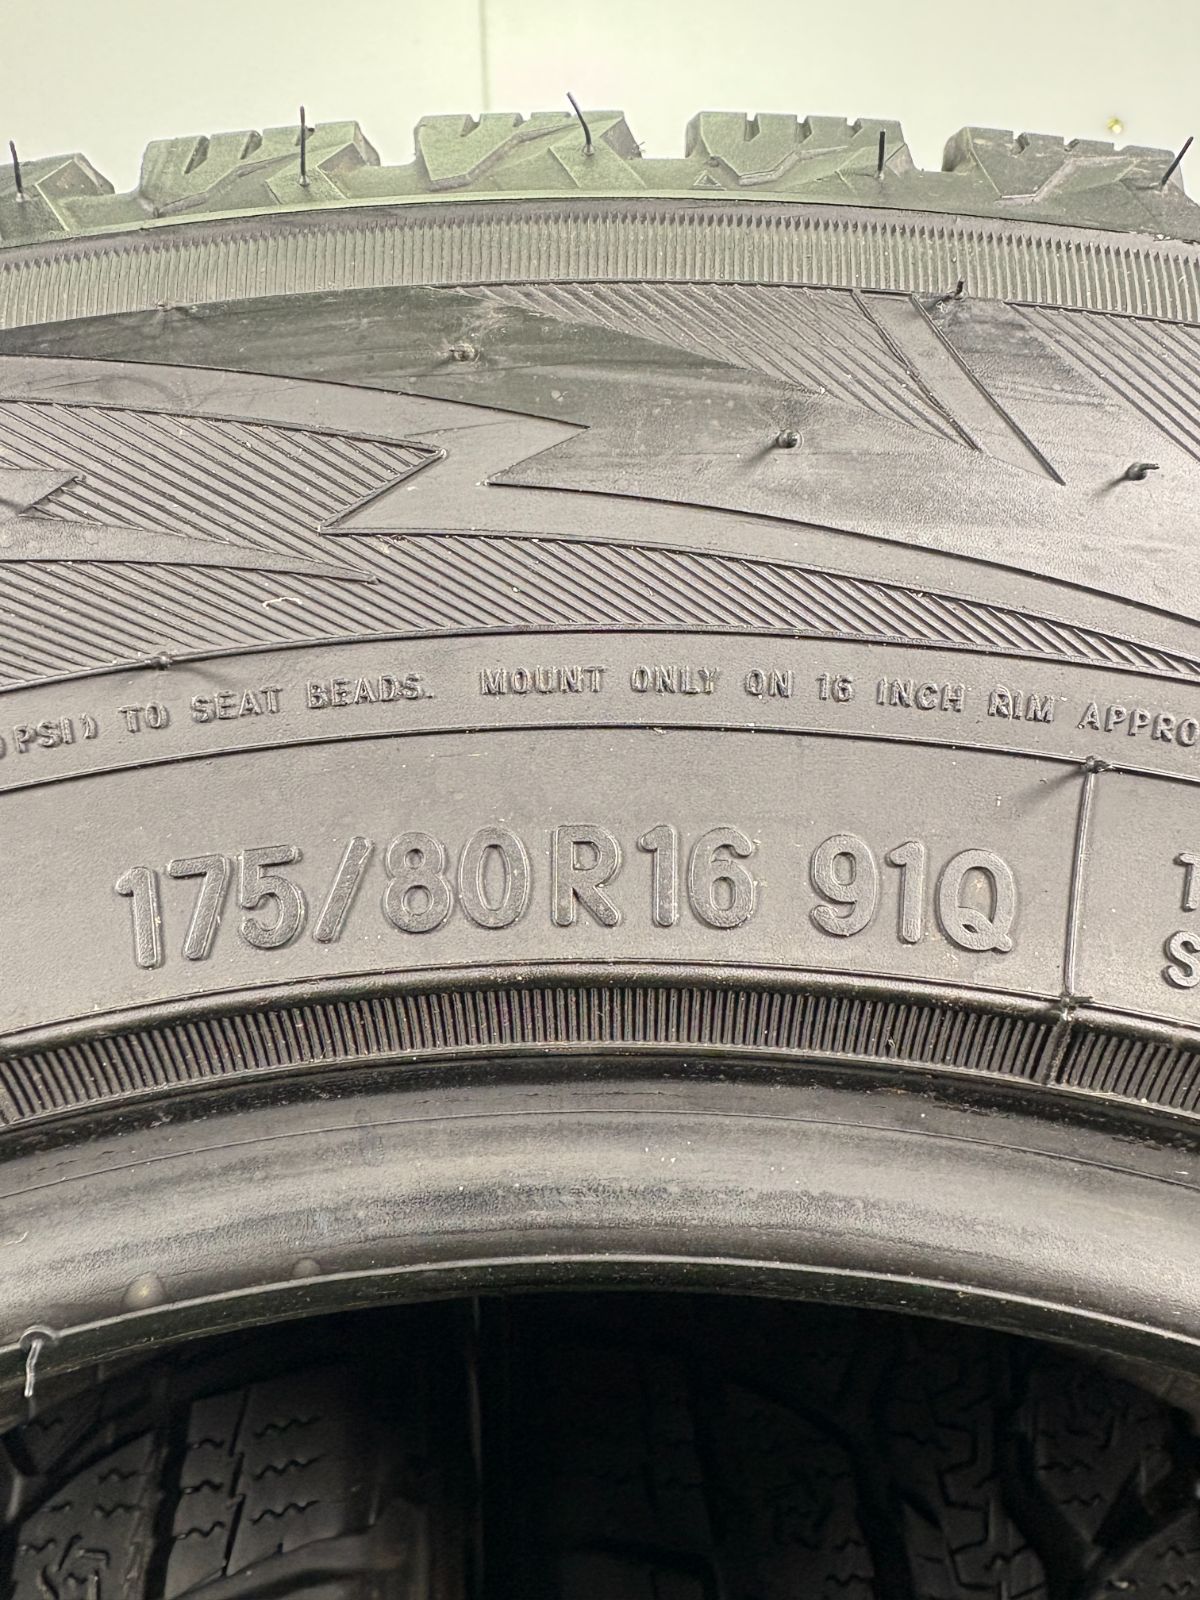 PSI) TO SEAT BEADS. MOUNT ONLY ON 16 INCH RIM APPRO
175/80R16 91Q
T
S